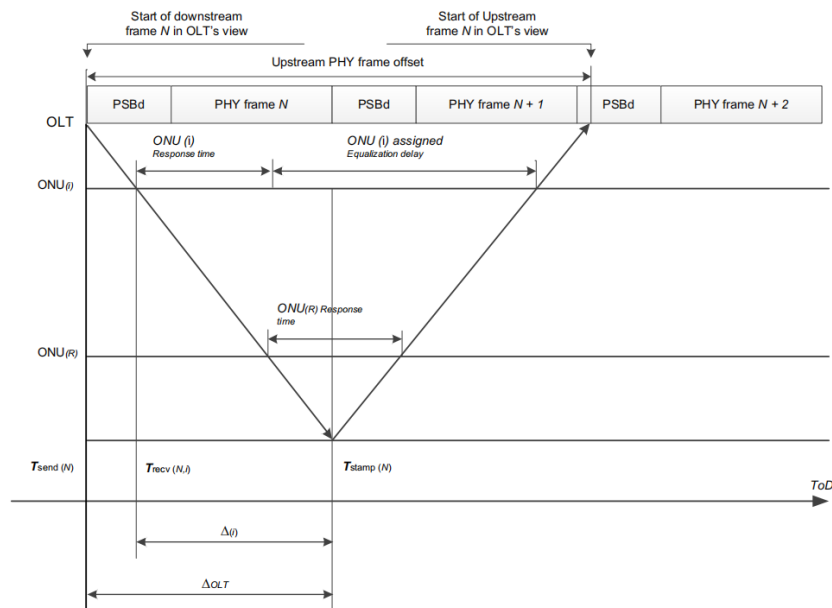 Start of downstream
frame N in OLT's view
Start of Upstream
frame N in OLT's view
Upstream PHY frame offset
PSBd
PHY frame N
PSBd
PHY frame N + 1
PSBd
PHY frame N + 2
OLT
ONU (i)
Response time
ONU (i) assigned
Equalization delay
ONU(i)
ONU(R) Response
time
ONU(R)
Tsend (N)
Trecv (N,i)
Tstamp (N)
ToD
Δ(i)
ΔOLT